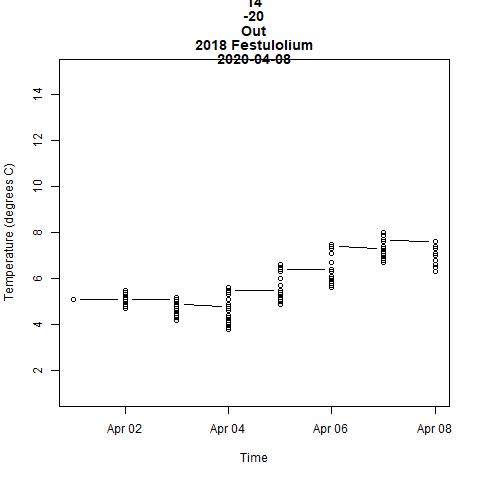 14
-20
Out
2018 Festulolium
2020-04-08
14
12
10
8
6
4
2
Temperature (degrees C)
Apr 02
Apr 04
Apr 06
Apr 08
Time